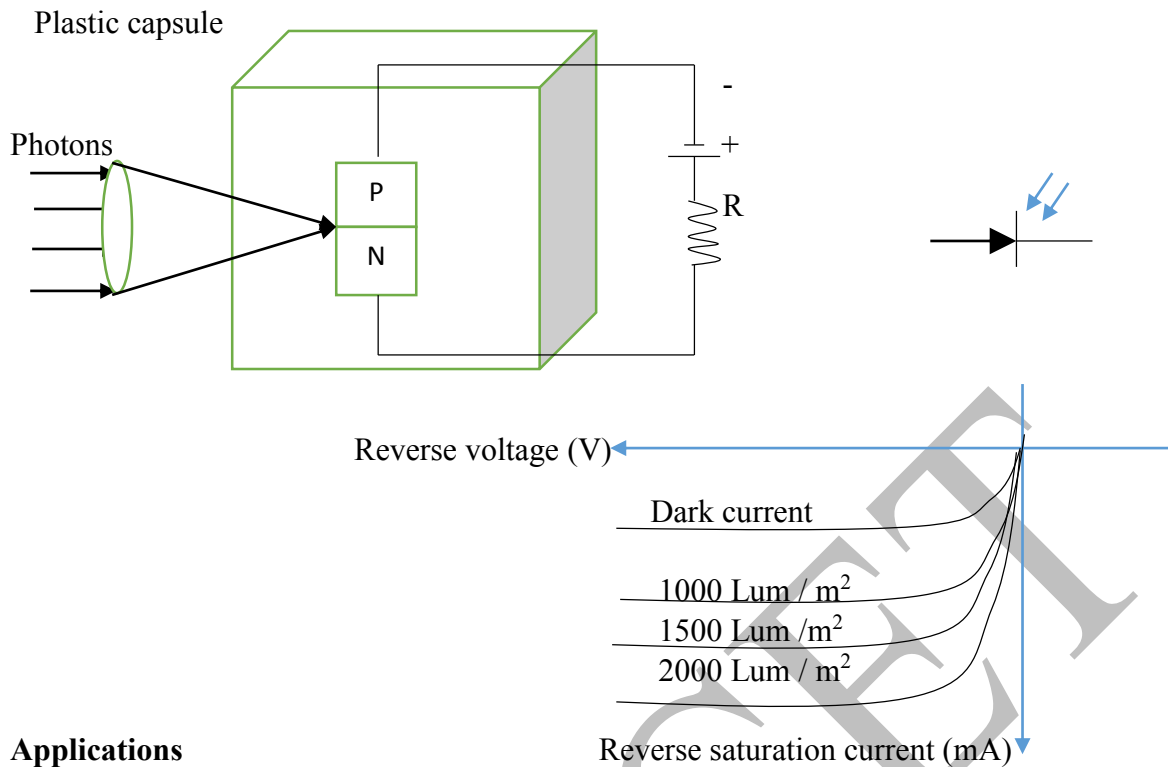 Plastic capsule
-
Photons
+
P
R
N
Reverse voltage (V)
Dark current
1000 Lum / m²
1500 Lum /m²
2000 Lum / m²
Applications
Reverse saturation current (mA)
CET